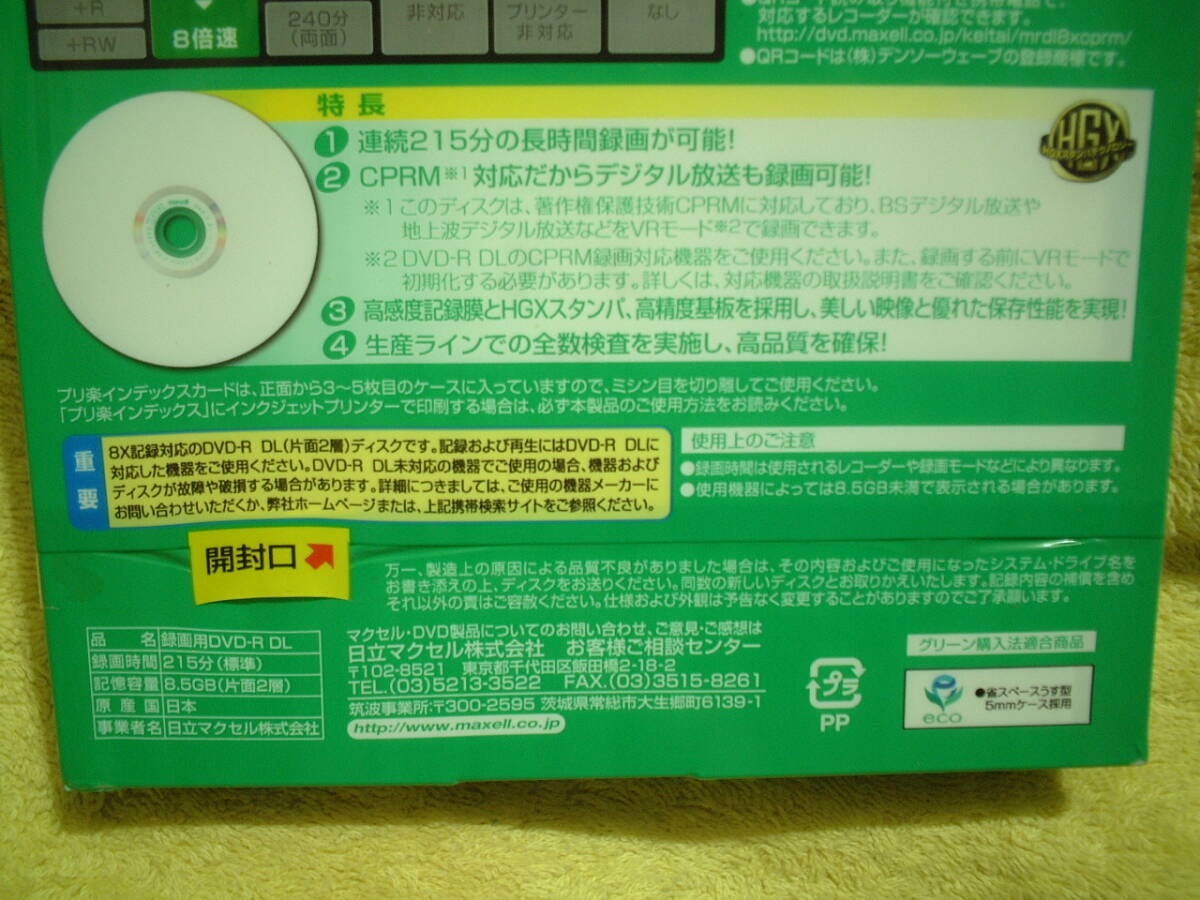 +R
+RW
8倍速
240分
(両面)
非対応
プリンター
非対応
なし
対応するレコーダーが確認できます。
http://dvd.maxell.co.jp/keitai/mrdl8xcprm/
●QRコードは(株)デンソーウェーブの登録商標です。
特長
1 連続215分の長時間録画が可能!
2 CPRM※1対応だからデジタル放送も録画可能!
※1このディスクは、著作権保護技術CPRMに対応しており、BSデジタル放送や
地上波デジタル放送などをVRモード※2で録画できます。
※2DVD-R DLのCPRM録画対応機器をご使用ください。また、録画する前にVRモードで
初期化する必要があります。詳しくは、対応機器の取扱説明書をご確認ください。
3 高感度記録膜とHGXスタンパ、高精度基板を採用し、美しい映像と優れた保存性能を実現!
4 生産ラインでの全数検査を実施し、高品質を確保!
maxell
プリ楽インデックスカードは、正面から3〜5枚目のケースに入っていますので、ミシン目を切り離してご使用ください。
「プリ楽インデックス」にインクジェットプリンターで印刷する場合は、必ず本製品のご使用方法をお読みください。
重要
8X記録対応のDVD-R DL(片面2層)ディスクです。記録および再生にはDVD-R DLに
対応した機器をご使用ください。DVD-R DL未対応の機器でご使用の場合、機器および
ディスクが故障や破損する場合があります。詳細につきましては、ご使用の機器メーカーに
お問い合わせいただくか、弊社ホームページまたは、上記携帯検索サイトをご参照ください。
使用上のご注意
●録画時間は使用されるレコーダーや録画モードなどにより異なります。
●使用機器によっては8.5GB未満で表示される場合があります。
開封口
万一、製造上の原因による品質不良がありました場合は、その内容およびご使用になったシステム・ドライブ名を
お書き添えの上、ディスクをお送りください。同数の新しいディスクとお取りかえいたします。記録内容の補償を含め
それ以外の責はご容赦ください。仕様および外観は予告なく変更することがありますのでご了承願います。
品名 録画用DVD-R DL
録画時間 215分(標準)
記憶容量 8.5GB(片面2層)
原産国 日本
事業者名 日立マクセル株式会社
マクセル・DVD製品についてのお問い合わせ、ご意見・ご感想は
日立マクセル株式会社 お客様ご相談センター
〒102-8521 東京都千代田区飯田橋2-18-2
TEL.(03)5213-3522 FAX.(03)3515-8261
筑波事業所:〒300-2595 茨城県常総市大生郷町6139-1
http://www.maxell.co.jp
プラ
PP
グリーン購入法適合商品
eco
●省スペースうす型
5mmケース採用